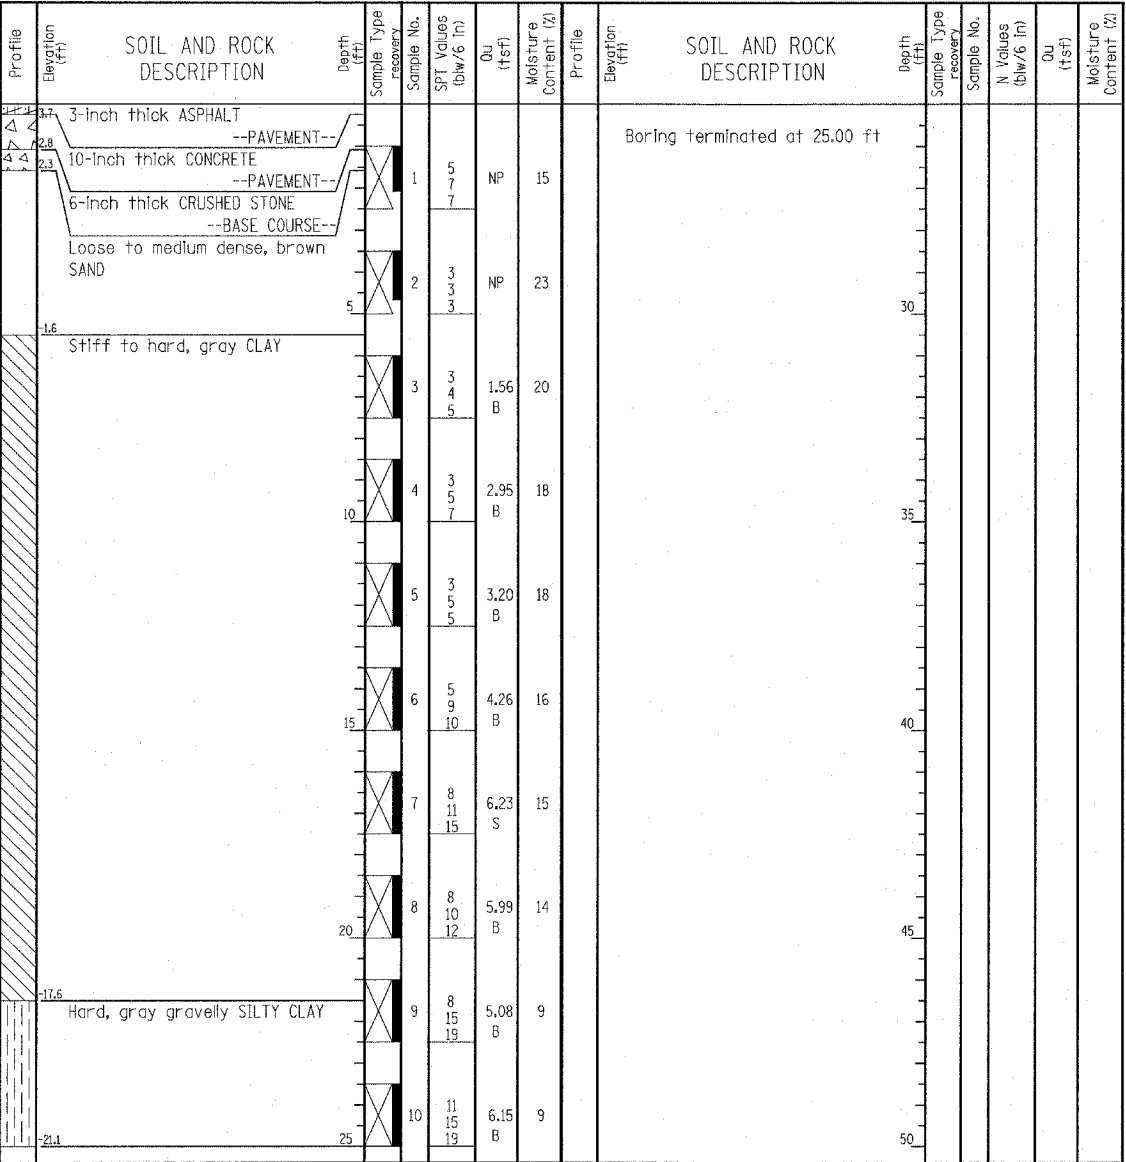 Profile
Elevation (ft)
SOIL AND ROCK
DESCRIPTION
Depth (ft)
Sample Type
recovery
Sample No.
SPT Values
(blw/6 in)
Qu
(tsf)
Moisture
Content (%)
Profile
Elevation (ft)
SOIL AND ROCK
DESCRIPTION
Depth (ft)
Sample Type
recovery
Sample No.
N Values
(blw/6 in)
Qu
(tsf)
Moisture
Content (%)
3.7 3-inch thick ASPHALT
--PAVEMENT--
2.8 10-inch thick CONCRETE
--PAVEMENT--
2.3 6-inch thick CRUSHED STONE
--BASE COURSE--
Loose to medium dense, brown
SAND
1 5 7 7 NP 15
2 3 3 3 NP 23
5
-1.6
Stiff to hard, gray CLAY
3 3 4 5 1.56 B 20
4 3 5 7 2.95 B 18
10
5 3 5 5 3.20 B 18
6 5 9 10 4.26 B 16
15
7 8 11 15 6.23 S 15
8 8 10 12 5.99 B 14
20
-17.6
Hard, gray gravelly SILTY CLAY
9 8 15 19 5.08 B 9
10 11 15 19 6.15 B 9
-21.1 25
Boring terminated at 25.00 ft
30
35
40
45
50